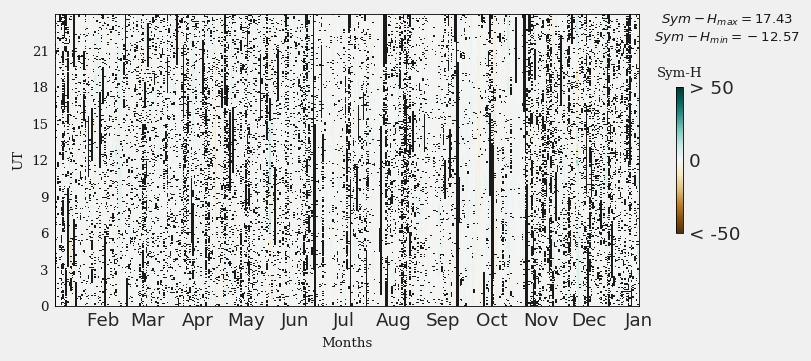 Sym − H_max = 17.43
Sym − H_min = −12.57
Sym-H
> 50
0
< -50
UT
21
18
15
12
9
6
3
0
Feb Mar Apr May Jun Jul Aug Sep Oct Nov Dec Jan
Months